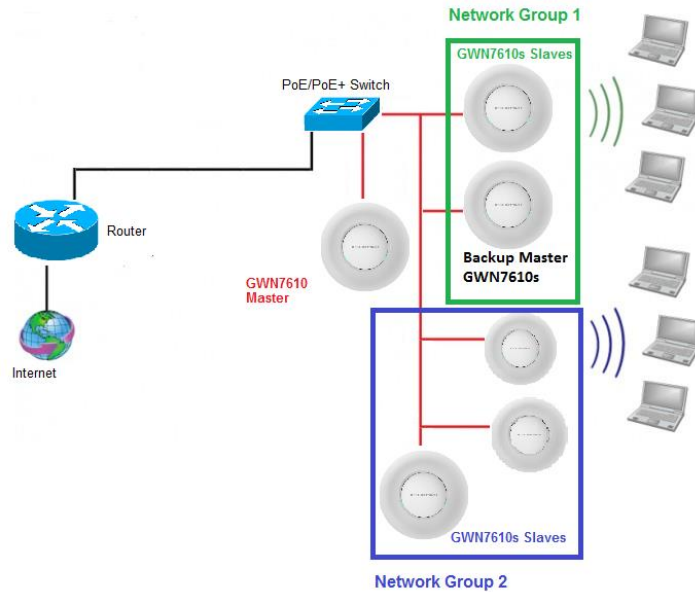 Network Group 1
GWN7610s Slaves
PoE/PoE+ Switch
Router
GWN7610
Master
Backup Master
GWN7610s
Internet
GWN7610s Slaves
Network Group 2